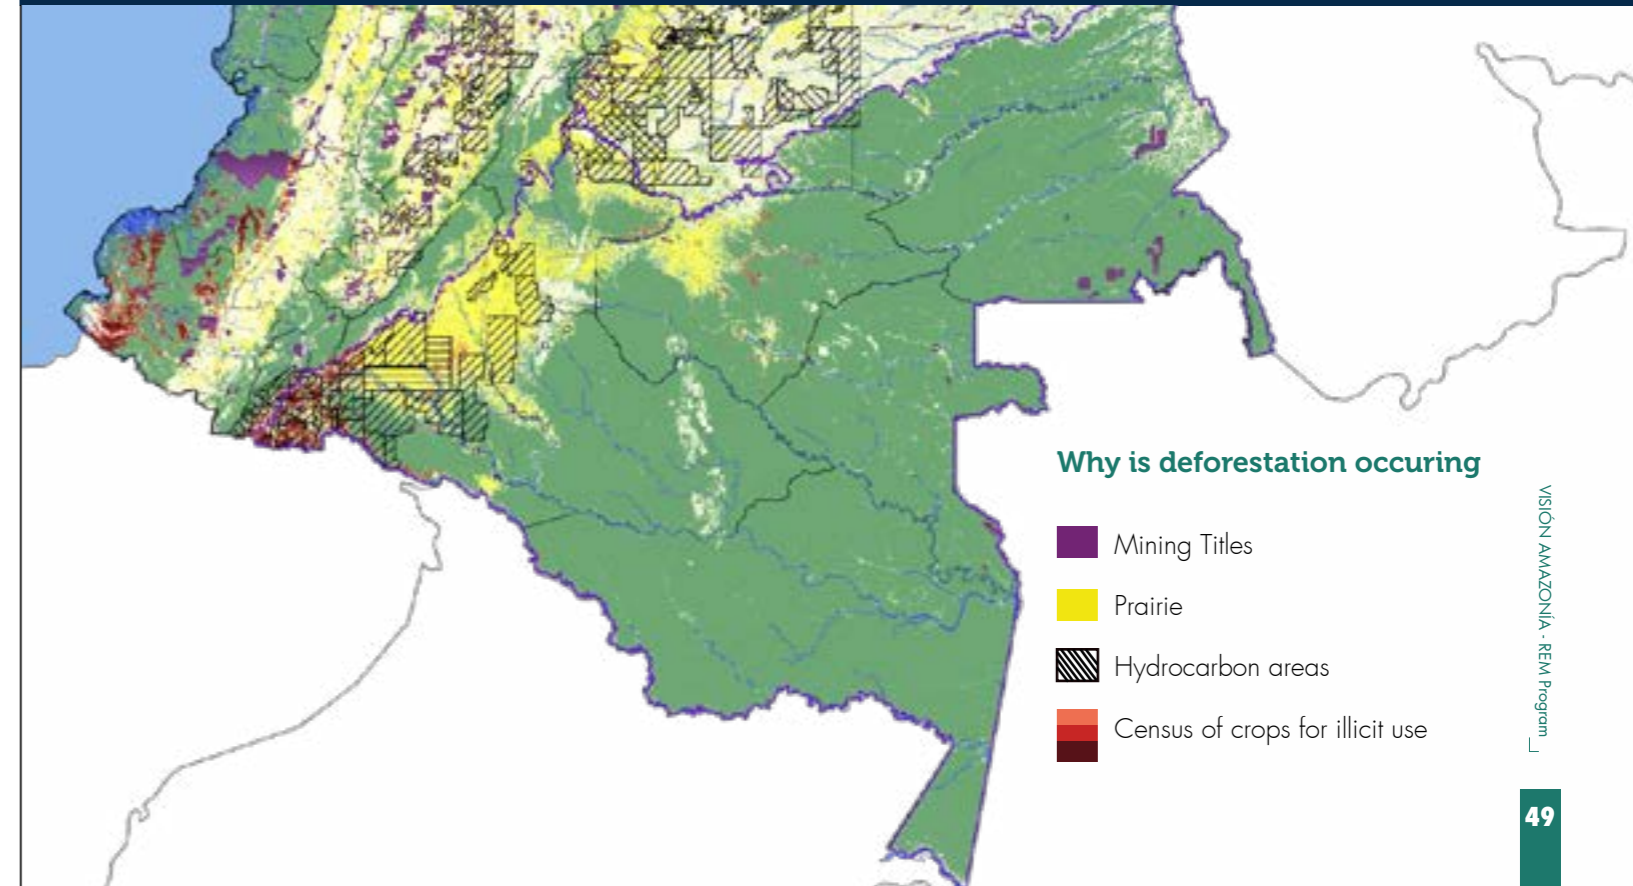 Why is deforestation occuring
Mining Titles
Prairie
Hydrocarbon areas
Census of crops for illicit use
VISIÓN AMAZONÍA - REM Program
49